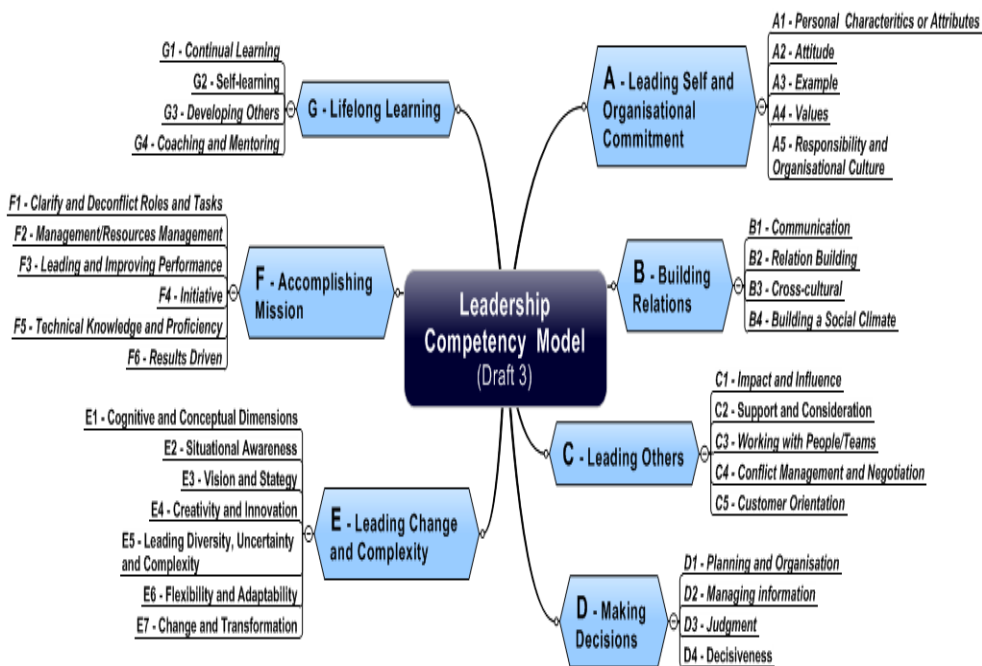 Leadership
Competency Model
(Draft 3)
A - Leading Self and
Organisational
Commitment
A1 - Personal Characteritics or Attributes
A2 - Attitude
A3 - Example
A4 - Values
A5 - Responsibility and
Organisational Culture
B - Building
Relations
B1 - Communication
B2 - Relation Building
B3 - Cross-cultural
B4 - Building a Social Climate
C - Leading Others
C1 - Impact and Influence
C2 - Support and Consideration
C3 - Working with People/Teams
C4 - Conflict Management and Negotiation
C5 - Customer Orientation
D - Making
Decisions
D1 - Planning and Organisation
D2 - Managing information
D3 - Judgment
D4 - Decisiveness
E - Leading Change
and Complexity
E1 - Cognitive and Conceptual Dimensions
E2 - Situational Awareness
E3 - Vision and Stategy
E4 - Creativity and Innovation
E5 - Leading Diversity, Uncertainty
and Complexity
E6 - Flexibility and Adaptability
E7 - Change and Transformation
F - Accomplishing
Mission
F1 - Clarify and Deconflict Roles and Tasks
F2 - Management/Resources Management
F3 - Leading and Improving Performance
F4 - Initiative
F5 - Technical Knowledge and Proficiency
F6 - Results Driven
G - Lifelong Learning
G1 - Continual Learning
G2 - Self-learning
G3 - Developing Others
G4 - Coaching and Mentoring